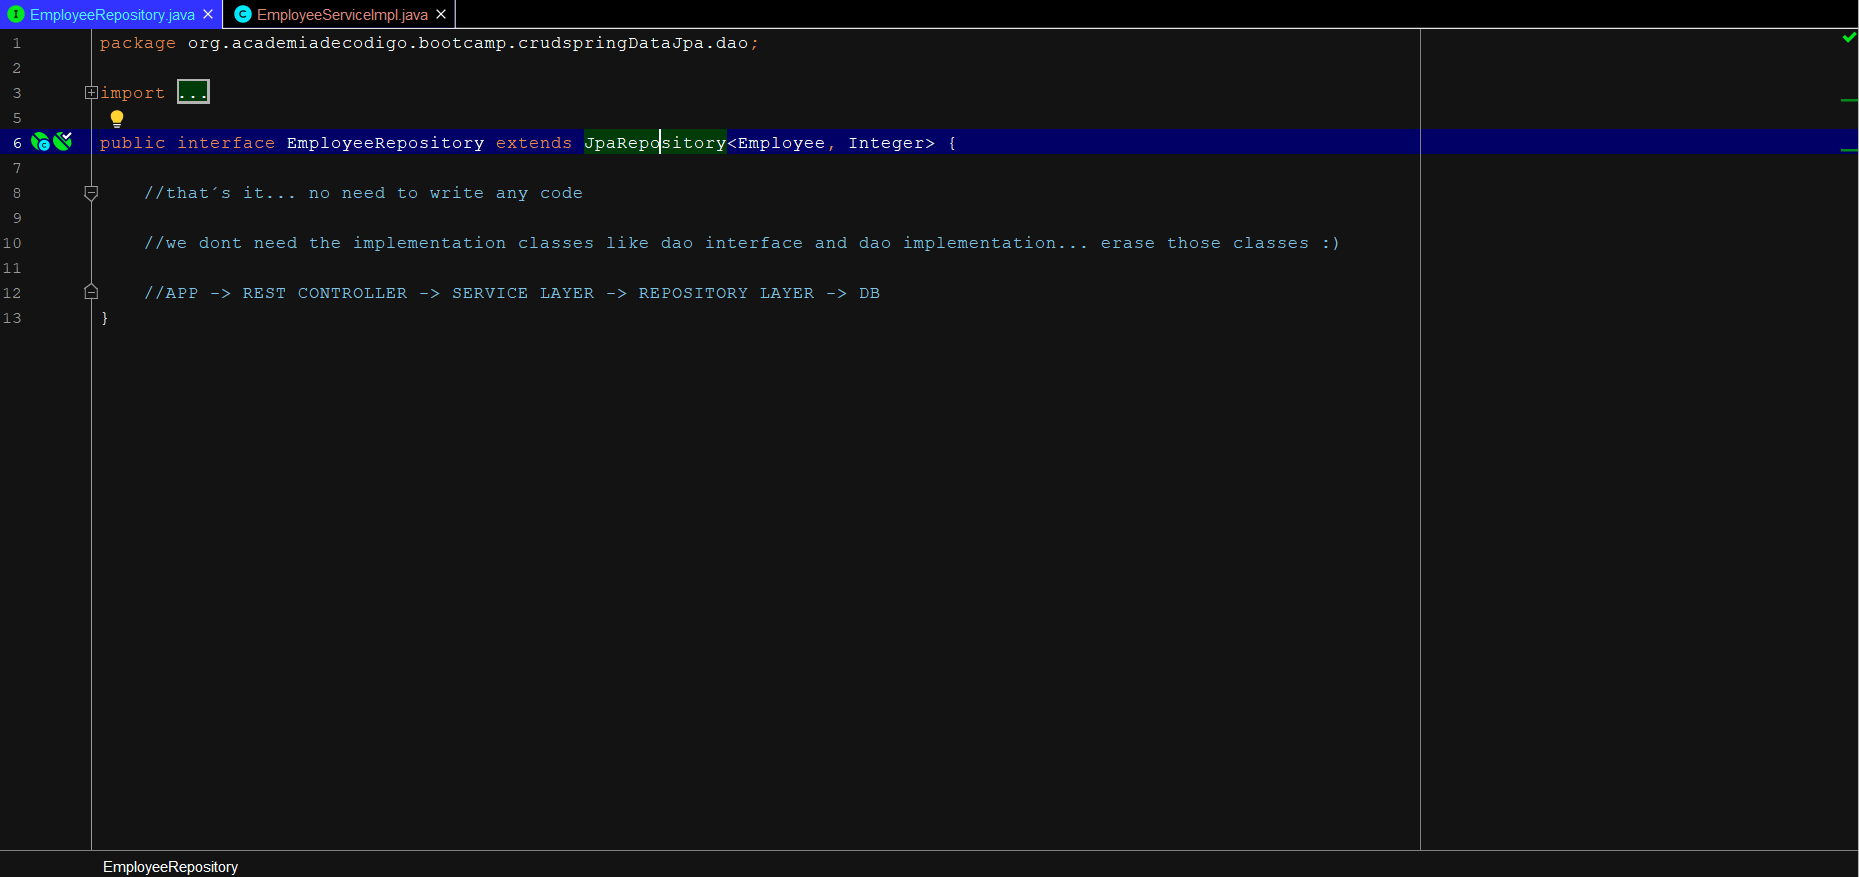 EmployeeRepository.java
EmployeeServiceImpl.java
1 package org.academiadecodigo.bootcamp.crudspringDataJpa.dao;
2
3 import ...
5
6 public interface EmployeeRepository extends JpaRepository<Employee, Integer> {
7
8 //that´s it... no need to write any code
9
10 //we dont need the implementation classes like dao interface and dao implementation... erase those classes :)
11
12 //APP -> REST CONTROLLER -> SERVICE LAYER -> REPOSITORY LAYER -> DB
13 }
EmployeeRepository